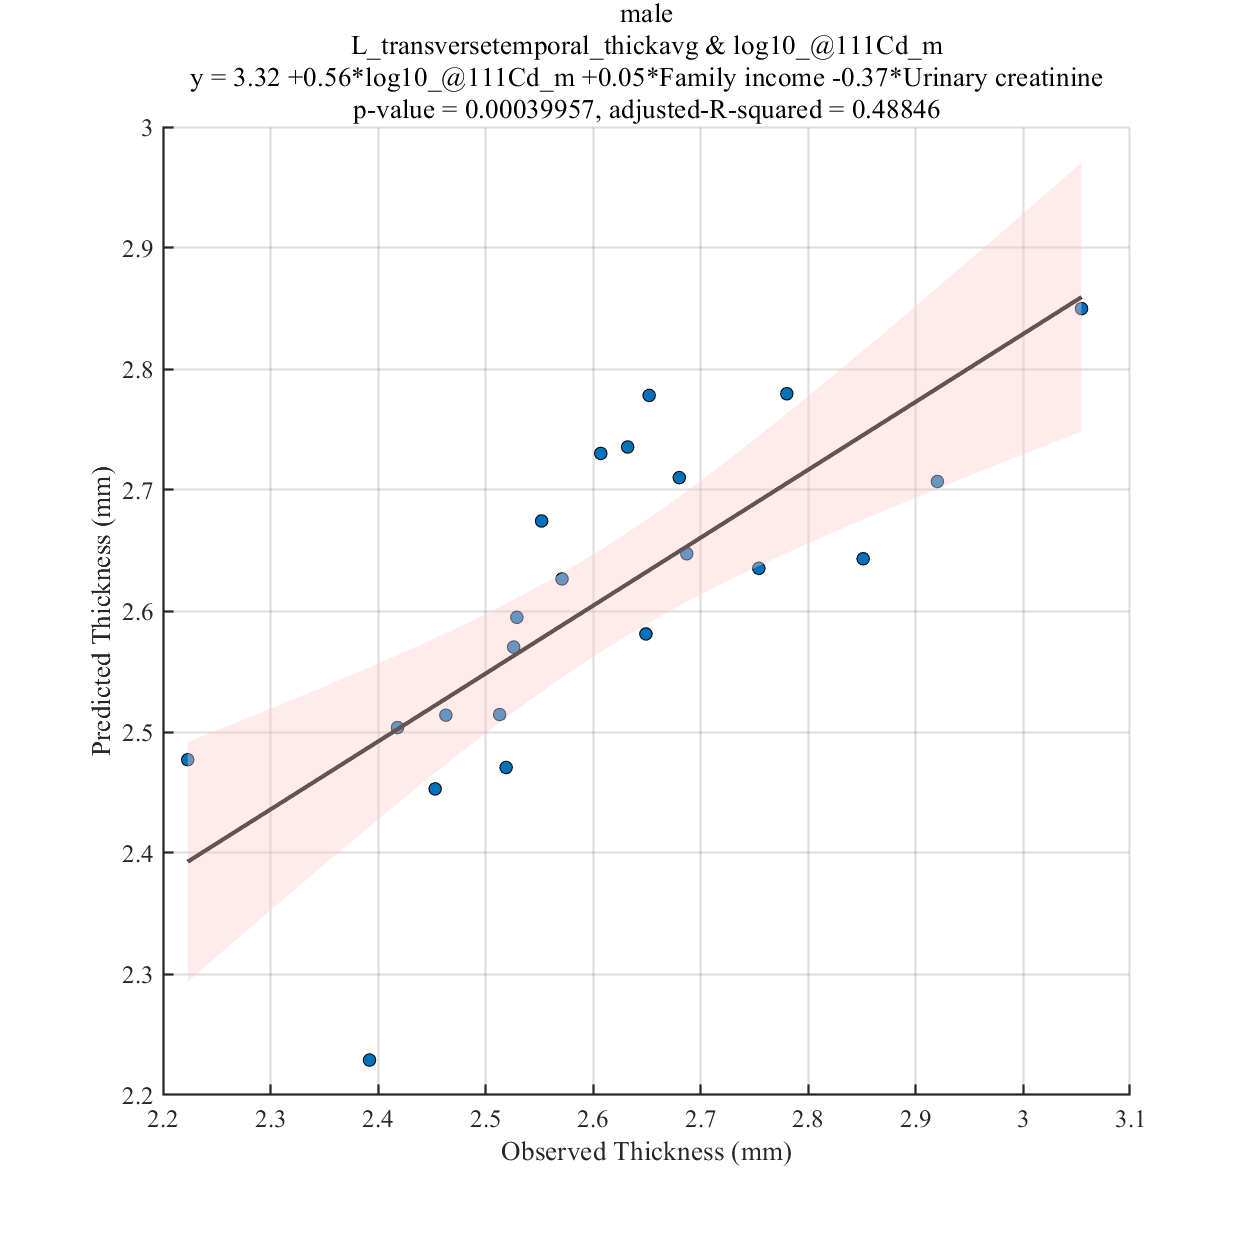 male
L_transversetemporal_thickavg & log10_@111Cd_m
y = 3.32 +0.56*log10_@111Cd_m +0.05*Family income -0.37*Urinary creatinine
p-value = 0.00039957, adjusted-R-squared = 0.48846
3
2.9
2.8
2.7
2.6
2.5
2.4
2.3
2.2
Predicted Thickness (mm)
2.2 2.3 2.4 2.5 2.6 2.7 2.8 2.9 3 3.1
Observed Thickness (mm)